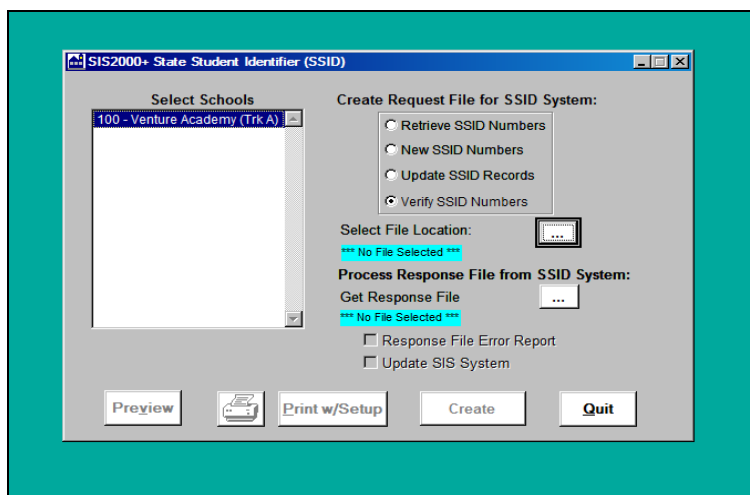 SIS2000+ State Student Identifier (SSID)
Select Schools
100 - Venture Academy (Trk A)
Create Request File for SSID System:
Retrieve SSID Numbers
New SSID Numbers
Update SSID Records
Verify SSID Numbers
Select File Location:
...
*** No File Selected ***
Process Response File from SSID System:
Get Response File
...
*** No File Selected ***
Response File Error Report
Update SIS System
Preview
Print w/Setup
Create
Quit